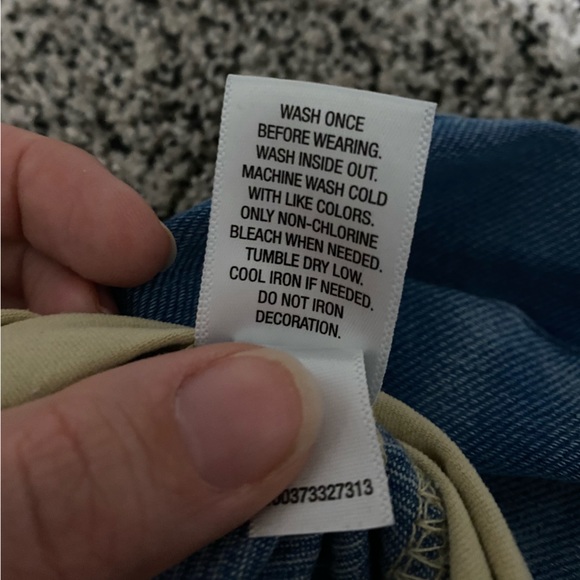 WASH ONCE
BEFORE WEARING.
WASH INSIDE OUT.
MACHINE WASH COLD
WITH LIKE COLORS.
ONLY NON-CHLORINE
BLEACH WHEN NEEDED.
TUMBLE DRY LOW.
COOL IRON IF NEEDED.
DO NOT IRON
DECORATION.
00373327313